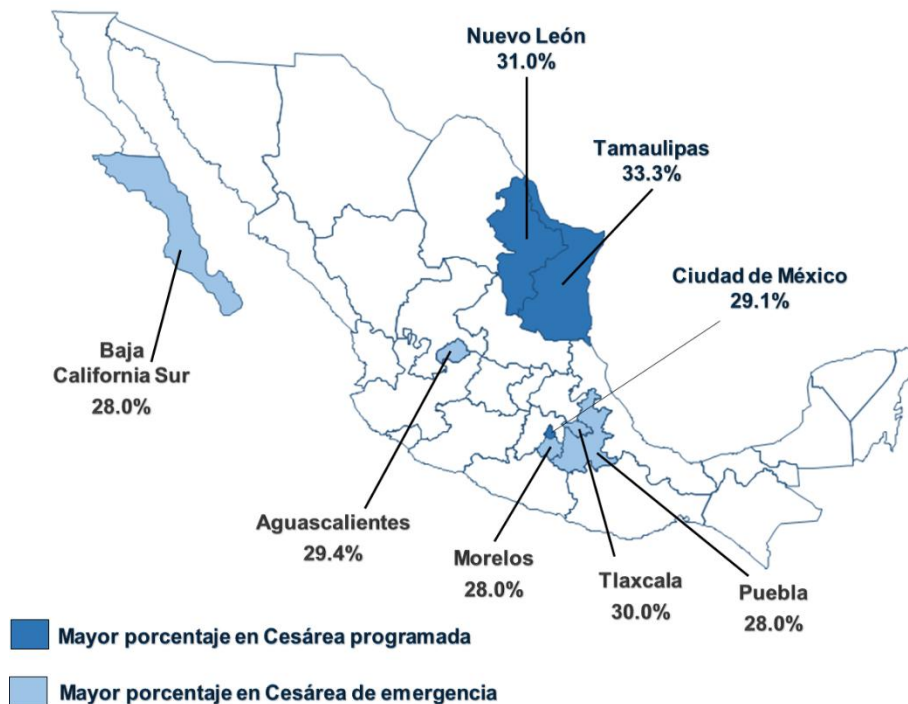 Nuevo León
31.0%
Tamaulipas
33.3%
Ciudad de México
29.1%
Baja
California Sur
28.0%
Aguascalientes
29.4%
Morelos
28.0%
Tlaxcala
30.0%
Puebla
28.0%
Mayor porcentaje en Cesárea programada
Mayor porcentaje en Cesárea de emergencia